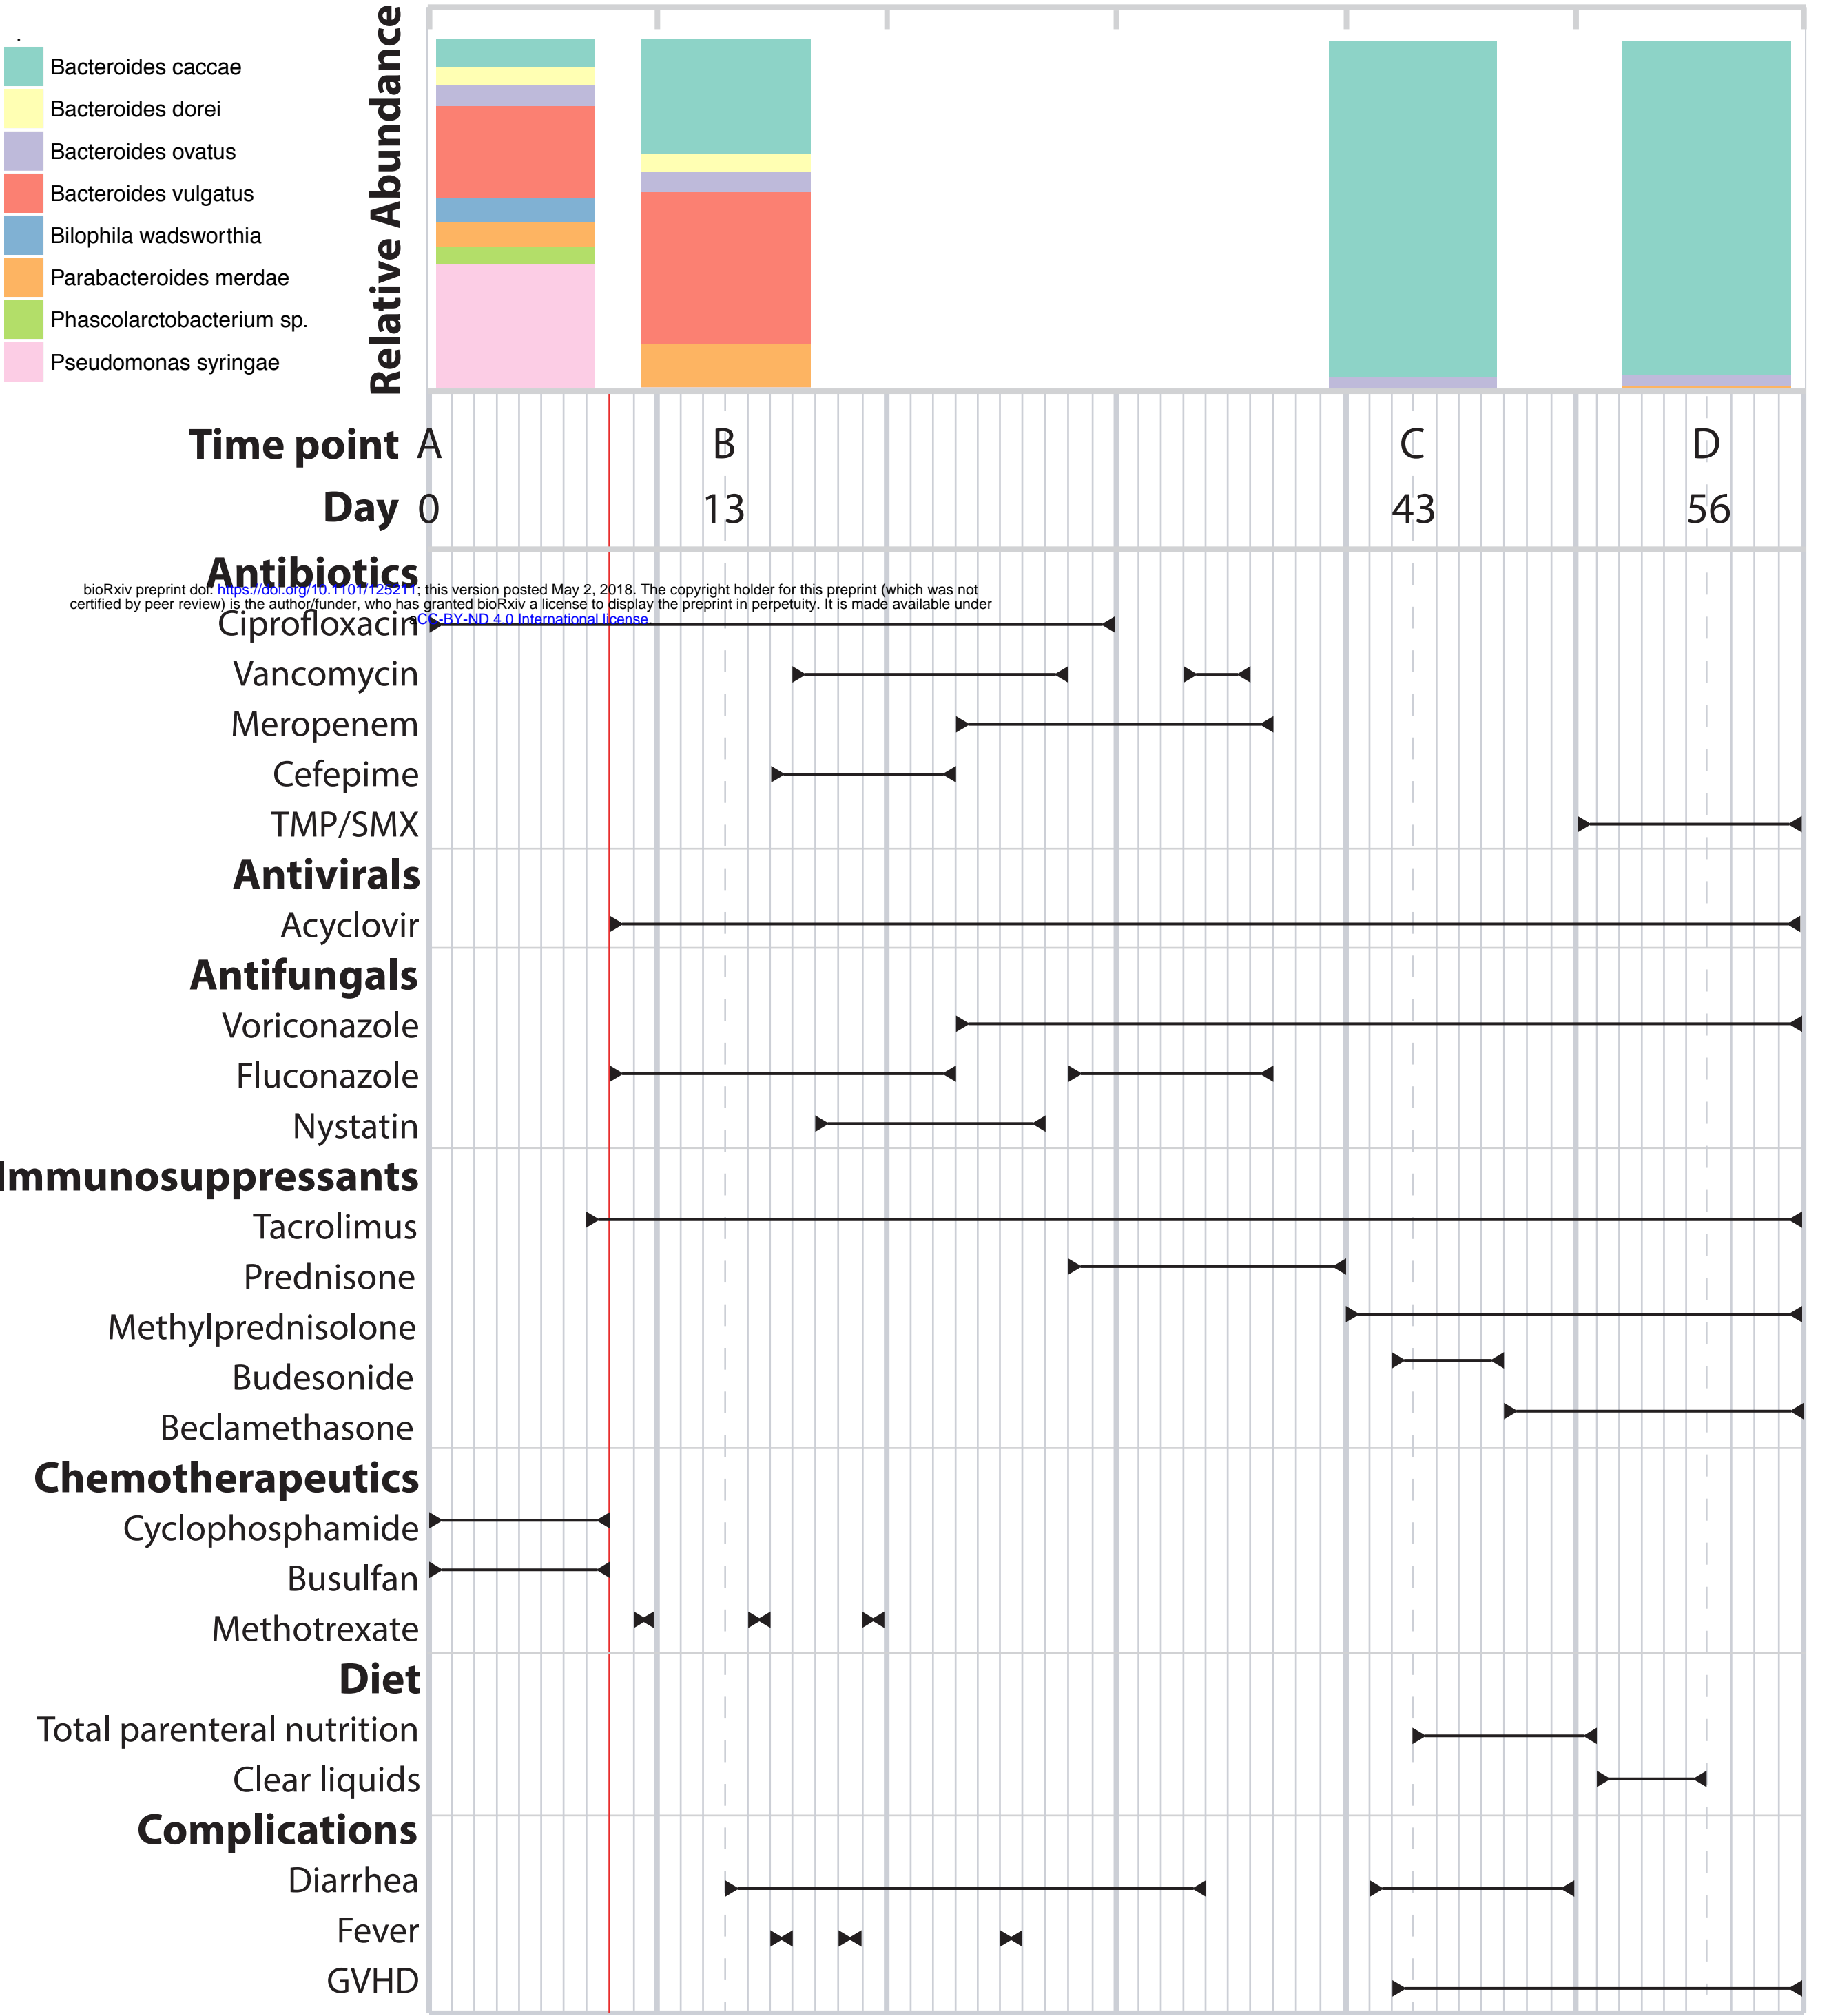 Relative Abundance
Bacteroides caccae
Bacteroides dorei
Bacteroides ovatus
Bacteroides vulgatus
Bilophila wadsworthia
Parabacteroides merdae
Phascolarctobacterium sp.
Pseudomonas syringae
Time point A B C D
Day 0 13 43 56
Antibiotics
bioRxiv preprint doi: https://doi.org/10.1101/125211; this version posted May 2, 2018. The copyright holder for this preprint (which was not
certified by peer review) is the author/funder, who has granted bioRxiv a license to display the preprint in perpetuity. It is made available under
aCC-BY-ND 4.0 International license.
Ciprofloxacin
Vancomycin
Meropenem
Cefepime
TMP/SMX
Antivirals
Acyclovir
Antifungals
Voriconazole
Fluconazole
Nystatin
Immunosuppressants
Tacrolimus
Prednisone
Methylprednisolone
Budesonide
Beclamethasone
Chemotherapeutics
Cyclophosphamide
Busulfan
Methotrexate
Diet
Total parenteral nutrition
Clear liquids
Complications
Diarrhea
Fever
GVHD